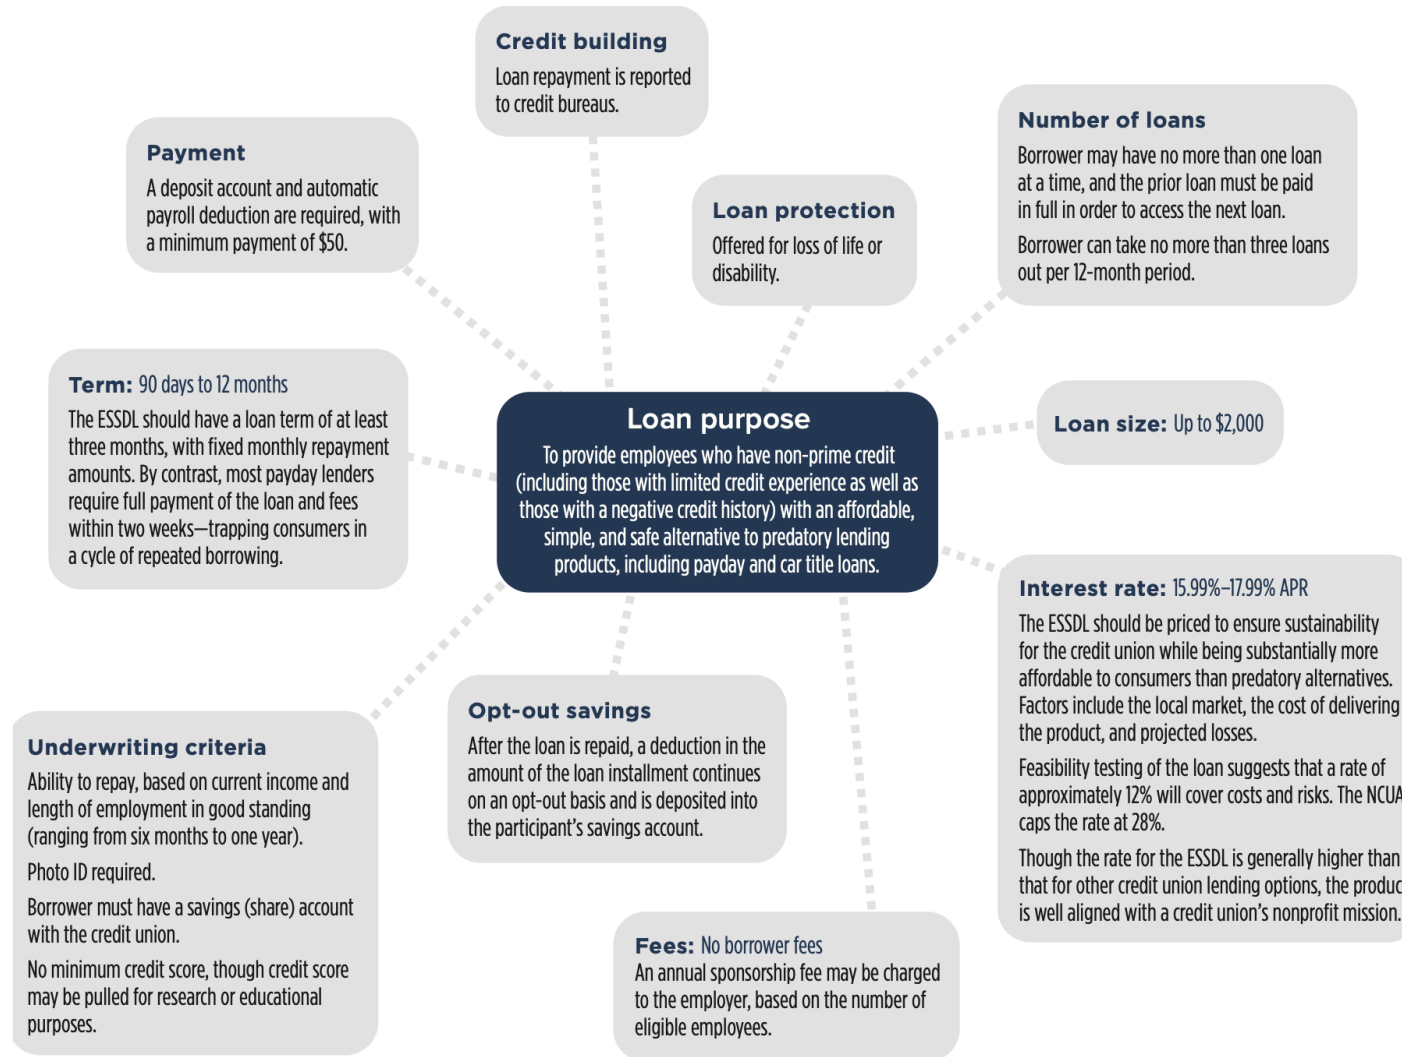 Credit building
Loan repayment is reported
to credit bureaus.
Number of loans
Borrower may have no more than one loan
at a time, and the prior loan must be paid
in full in order to access the next loan.
Borrower can take no more than three loans
out per 12-month period.
Payment
A deposit account and automatic
payroll deduction are required, with
a minimum payment of $50.
Loan protection
Offered for loss of life or
disability.
Term: 90 days to 12 months
The ESSDL should have a loan term of at least
three months, with fixed monthly repayment
amounts. By contrast, most payday lenders
require full payment of the loan and fees
within two weeks—trapping consumers in
a cycle of repeated borrowing.
Loan purpose
To provide employees who have non-prime credit
(including those with limited credit experience as well as
those with a negative credit history) with an affordable,
simple, and safe alternative to predatory lending
products, including payday and car title loans.
Loan size: Up to $2,000
Interest rate: 15.99%–17.99% APR
The ESSDL should be priced to ensure sustainability
for the credit union while being substantially more
affordable to consumers than predatory alternatives.
Factors include the local market, the cost of delivering
the product, and projected losses.
Feasibility testing of the loan suggests that a rate of
approximately 12% will cover costs and risks. The NCUA
caps the rate at 28%.
Though the rate for the ESSDL is generally higher than
that for other credit union lending options, the produc
is well aligned with a credit union's nonprofit mission.
Opt-out savings
After the loan is repaid, a deduction in the
amount of the loan installment continues
on an opt-out basis and is deposited into
the participant's savings account.
Underwriting criteria
Ability to repay, based on current income and
length of employment in good standing
(ranging from six months to one year).
Photo ID required.
Borrower must have a savings (share) account
with the credit union.
No minimum credit score, though credit score
may be pulled for research or educational
purposes.
Fees: No borrower fees
An annual sponsorship fee may be charged
to the employer, based on the number of
eligible employees.